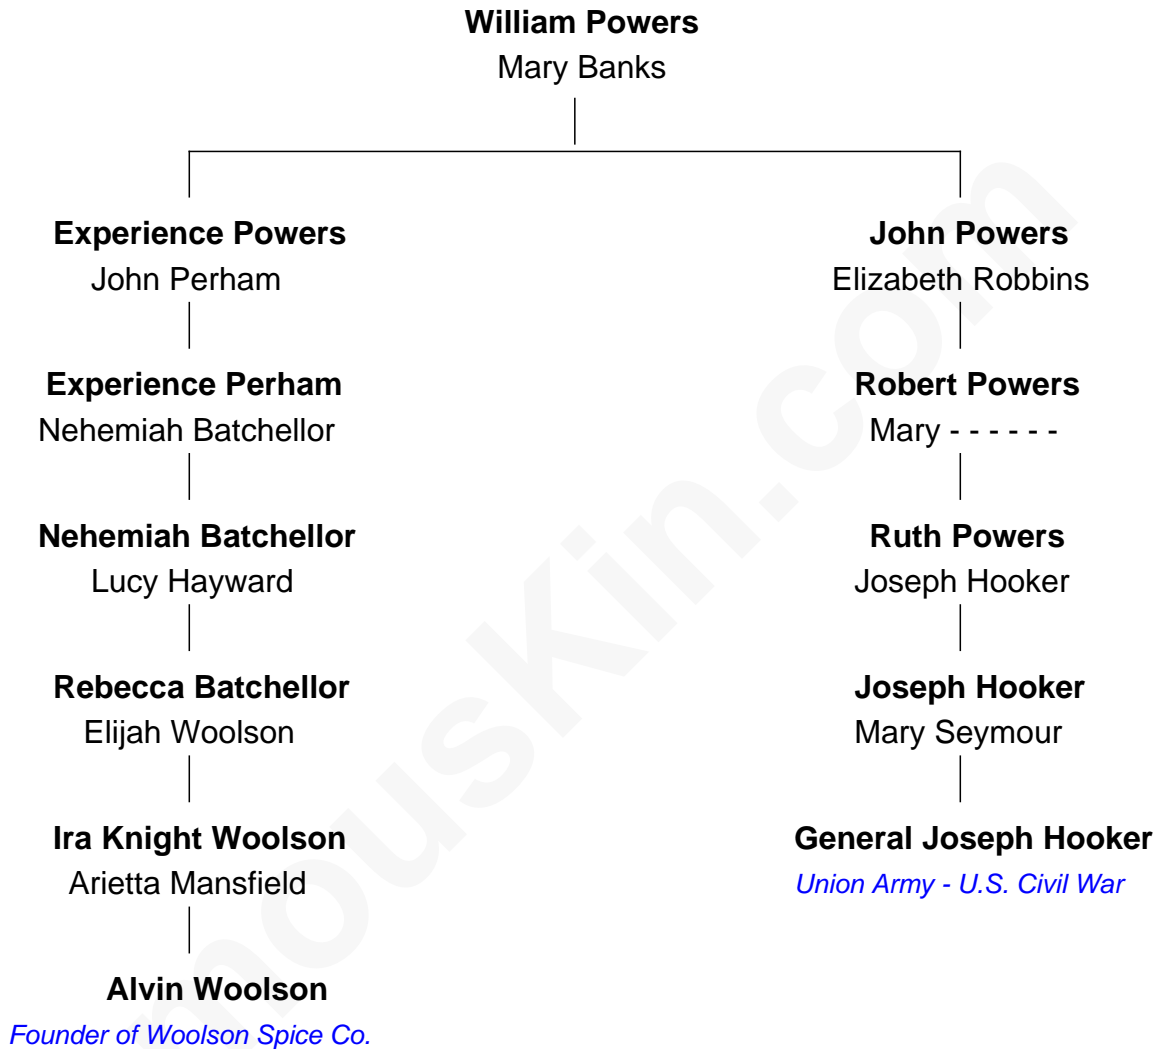 William Powers
Mary Banks
Experience Powers
John Perham
John Powers
Elizabeth Robbins
Experience Perham
Nehemiah Batchellor
Robert Powers
Mary - - - - - -
Nehemiah Batchellor
Lucy Hayward
Ruth Powers
Joseph Hooker
Rebecca Batchellor
Elijah Woolson
Joseph Hooker
Mary Seymour
Ira Knight Woolson
Arietta Mansfield
General Joseph Hooker
Union Army - U.S. Civil War
Alvin Woolson
Founder of Woolson Spice Co.
mousKin.com